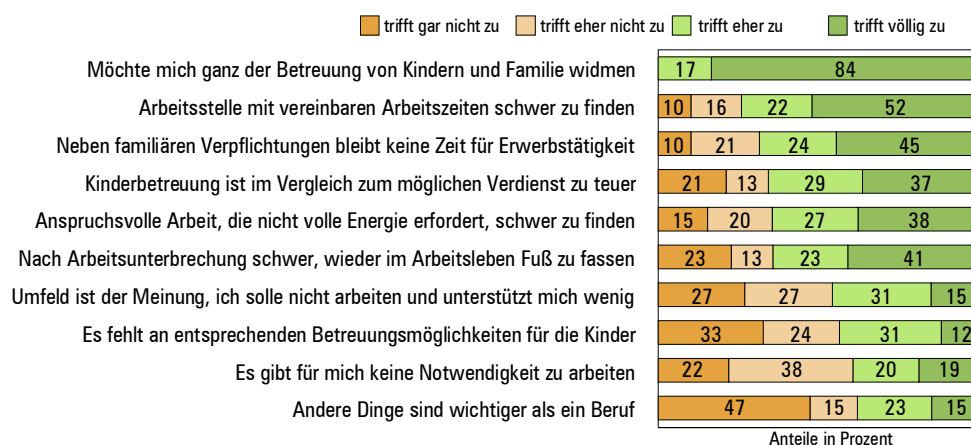 trifft gar nicht zu trifft eher nicht zu trifft eher zu trifft völlig zu
Möchte mich ganz der Betreuung von Kindern und Familie widmen 17 84
Arbeitsstelle mit vereinbaren Arbeitszeiten schwer zu finden 10 16 22 52
Neben familiären Verpflichtungen bleibt keine Zeit für Erwerbstätigkeit 10 21 24 45
Kinderbetreuung ist im Vergleich zum möglichen Verdienst zu teuer 21 13 29 37
Anspruchsvolle Arbeit, die nicht volle Energie erfordert, schwer zu finden 15 20 27 38
Nach Arbeitsunterbrechung schwer, wieder im Arbeitsleben Fuß zu fassen 23 13 23 41
Umfeld ist der Meinung, ich solle nicht arbeiten und unterstützt mich wenig 27 27 31 15
Es fehlt an entsprechenden Betreuungsmöglichkeiten für die Kinder 33 24 31 12
Es gibt für mich keine Notwendigkeit zu arbeiten 22 38 20 19
Andere Dinge sind wichtiger als ein Beruf 47 15 23 15
Anteile in Prozent